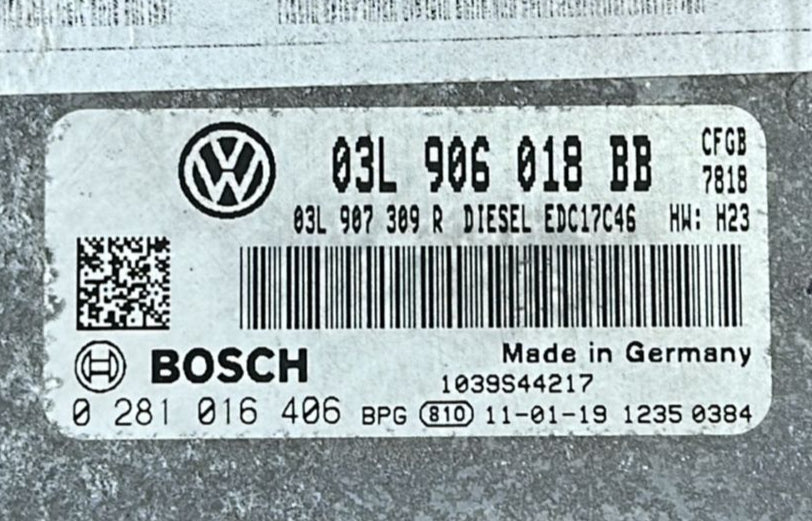 03L 906 018 BB CFGB
7818
03L 907 309 R DIESEL EDC17C46 HW: H23
BOSCH Made in Germany
1039S44217
0 281 016 406 BPG 810 11-01-19 1235 0384